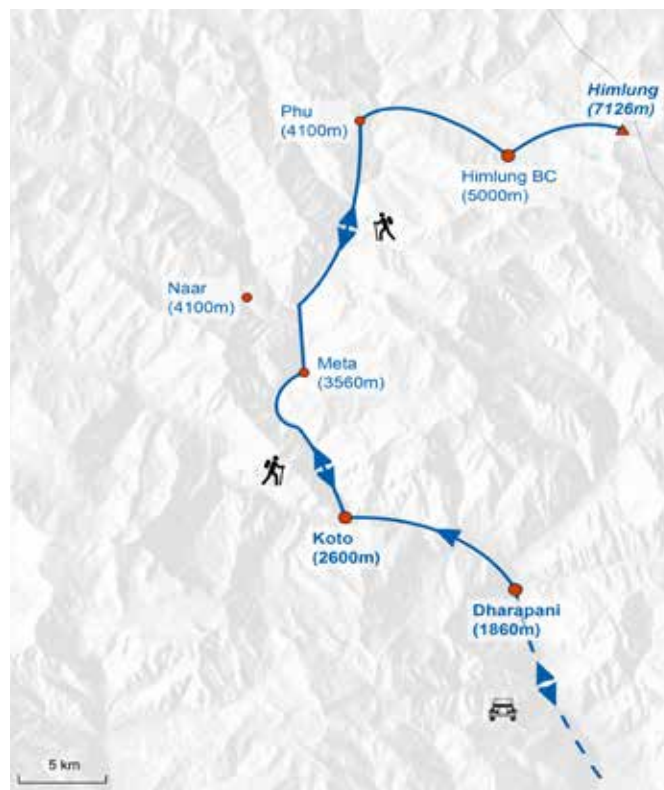 Himlung
(7126m)
Phu
(4100m)
Himlung BC
(5000m)
Naar
(4100m)
Meta
(3560m)
Koto
(2600m)
Dharapani
(1860m)
5 km